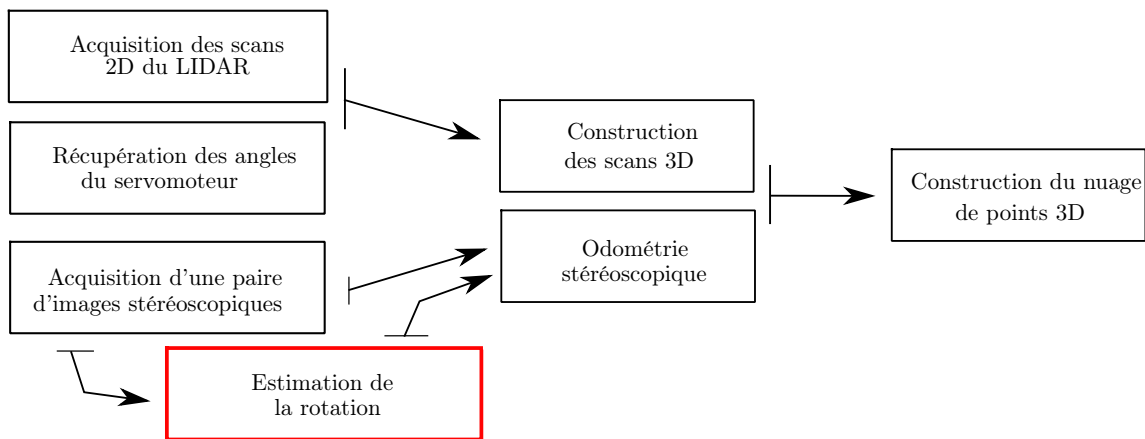 Acquisition des scans
2D du LIDAR
Récupération des angles
du servomoteur
Acquisition d'une paire
d'images stéréoscopiques
Estimation de
la rotation
Construction
des scans 3D
Odométrie
stéréoscopique
Construction du nuage
de points 3D